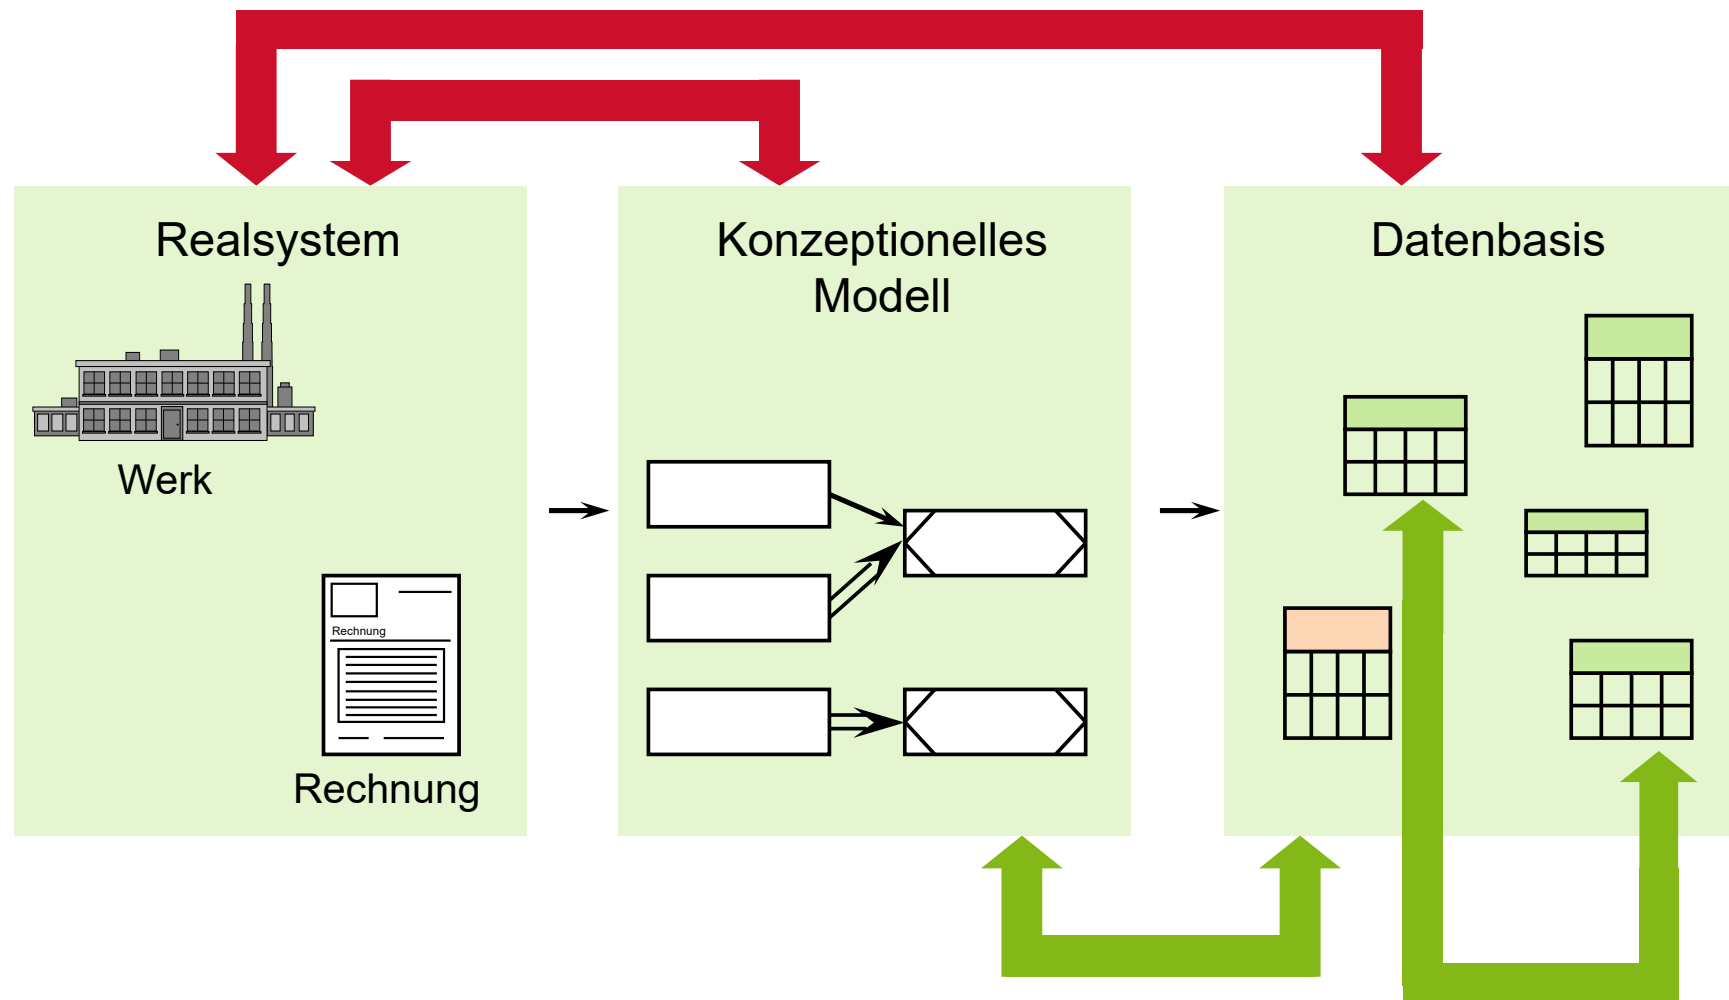 Realsystem
Werk
Rechnung
Rechnung
Konzeptionelles
Modell
Datenbasis